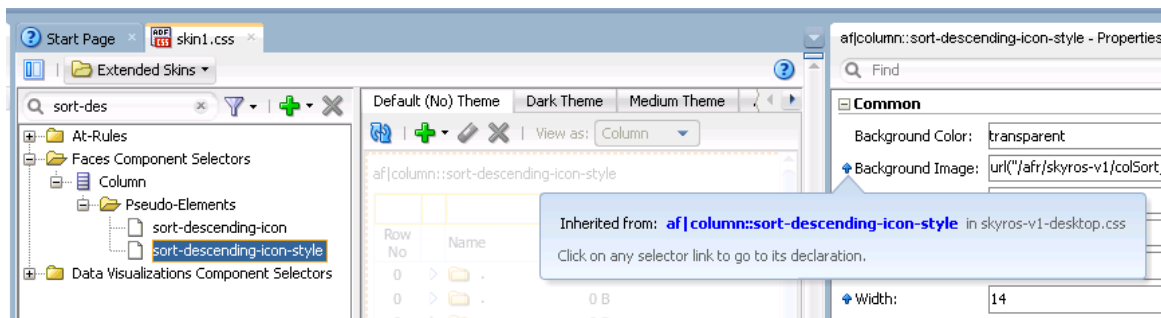 Start Page
ADF CSS skin1.css
Extended Skins
sort-des
At-Rules
Faces Component Selectors
Column
Pseudo-Elements
sort-descending-icon
sort-descending-icon-style
Data Visualizations Component Selectors
Default (No) Theme Dark Theme Medium Theme
View as: Column
af|column::sort-descending-icon-style
Row No
Name
0 .
0 B
0 .
0 B
Inherited from: af|column::sort-descending-icon-style in skyros-v1-desktop.css
Click on any selector link to go to its declaration.
af|column::sort-descending-icon-style - Properties
Find
Common
Background Color: transparent
Background Image: url("/afr/skyros-v1/colSort_
Width: 14